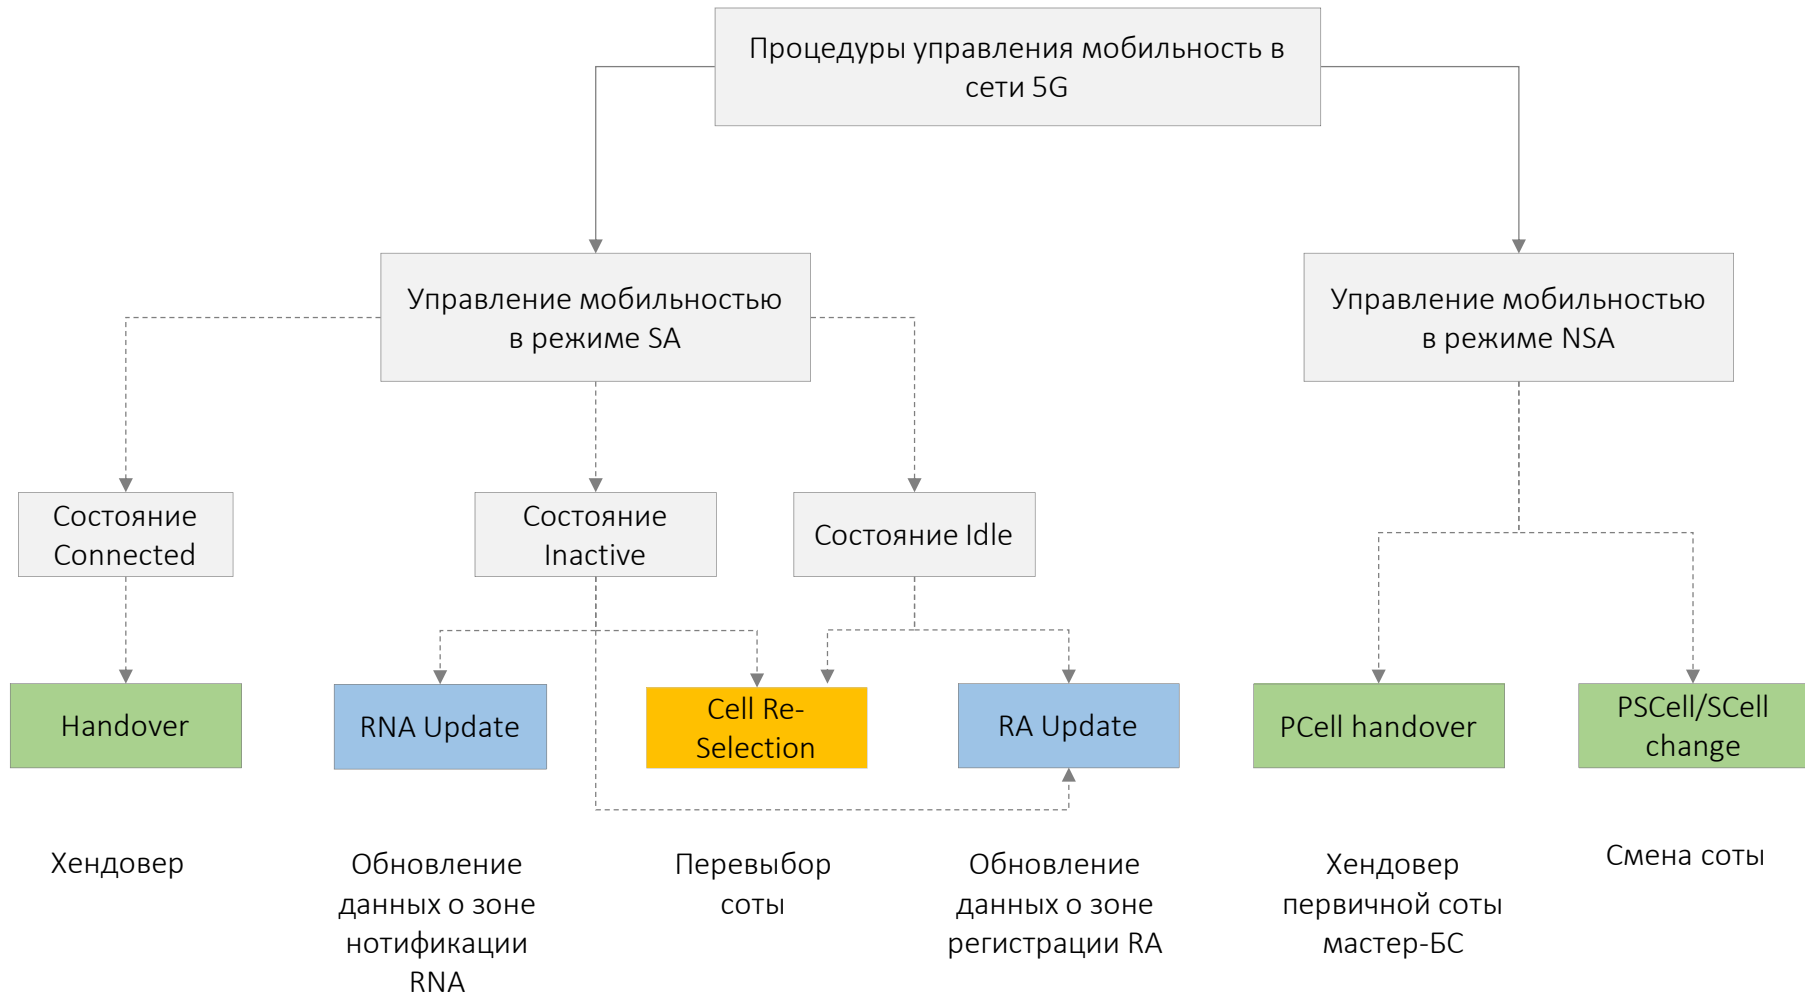 Процедуры управления мобильность в
сети 5G
Управление мобильностью
в режиме SA
Управление мобильностью
в режиме NSA
Состояние
Connected
Состояние
Inactive
Состояние Idle
Handover
RNA Update
Cell Re-
Selection
RA Update
PCell handover
PSCell/SCell
change
Хендовер
Обновление
данных о зоне
нотификации
RNA
Перевыбор
соты
Обновление
данных о зоне
регистрации RA
Хендовер
первичной соты
мастер-БС
Смена соты